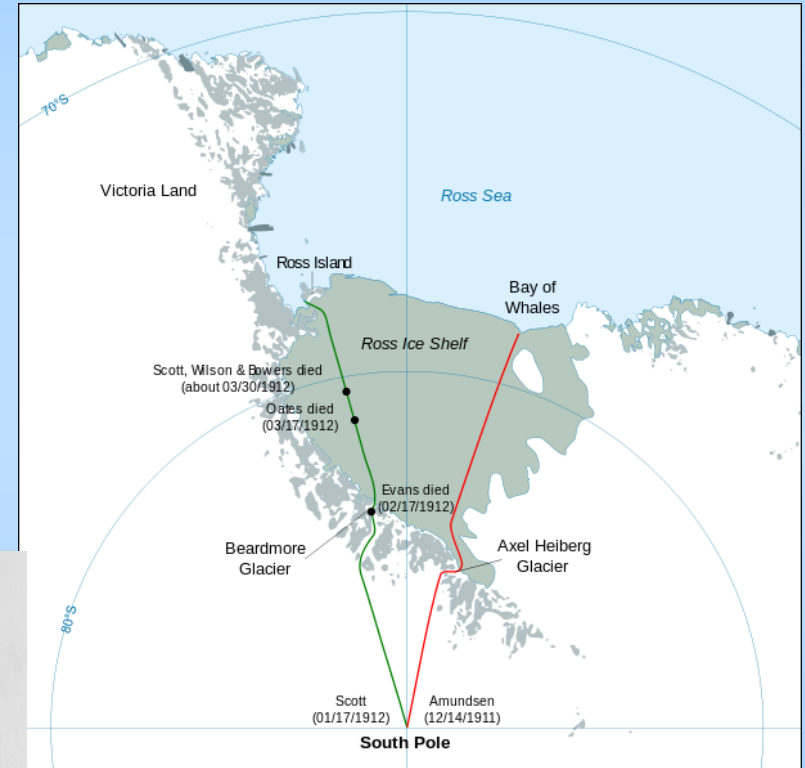 70°S
Victoria Land
Ross Sea
Ross Island
Bay of
Whales
Ross Ice Shelf
Scott, Wilson & Bowers died
(about 03/30/1912)
Oates died
(03/17/1912)
Evans died
(02/17/1912)
Beardmore
Glacier
Axel Heiberg
Glacier
80°S
Scott
(01/17/1912)
Amundsen
(12/14/1911)
South Pole